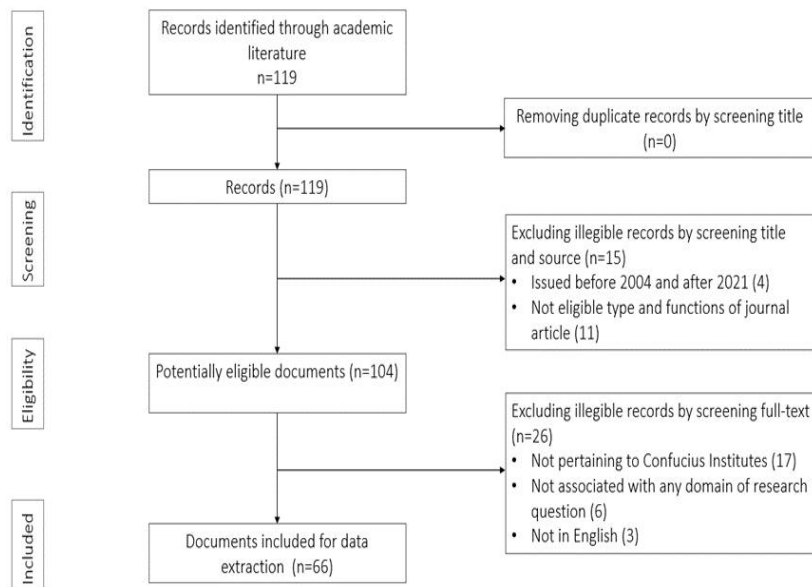 Identification
Records identified through academic
literature
n=119
Removing duplicate records by screening title
(n=0)
Records (n=119)
Screening
Excluding illegible records by screening title
and source (n=15)
• Issued before 2004 and after 2021 (4)
• Not eligible type and functions of journal
article (11)
Eligibility
Potentially eligible documents (n=104)
Excluding illegible records by screening full-text
(n=26)
• Not pertaining to Confucius Institutes (17)
• Not associated with any domain of research
question (6)
• Not in English (3)
Included
Documents included for data
extraction (n=66)